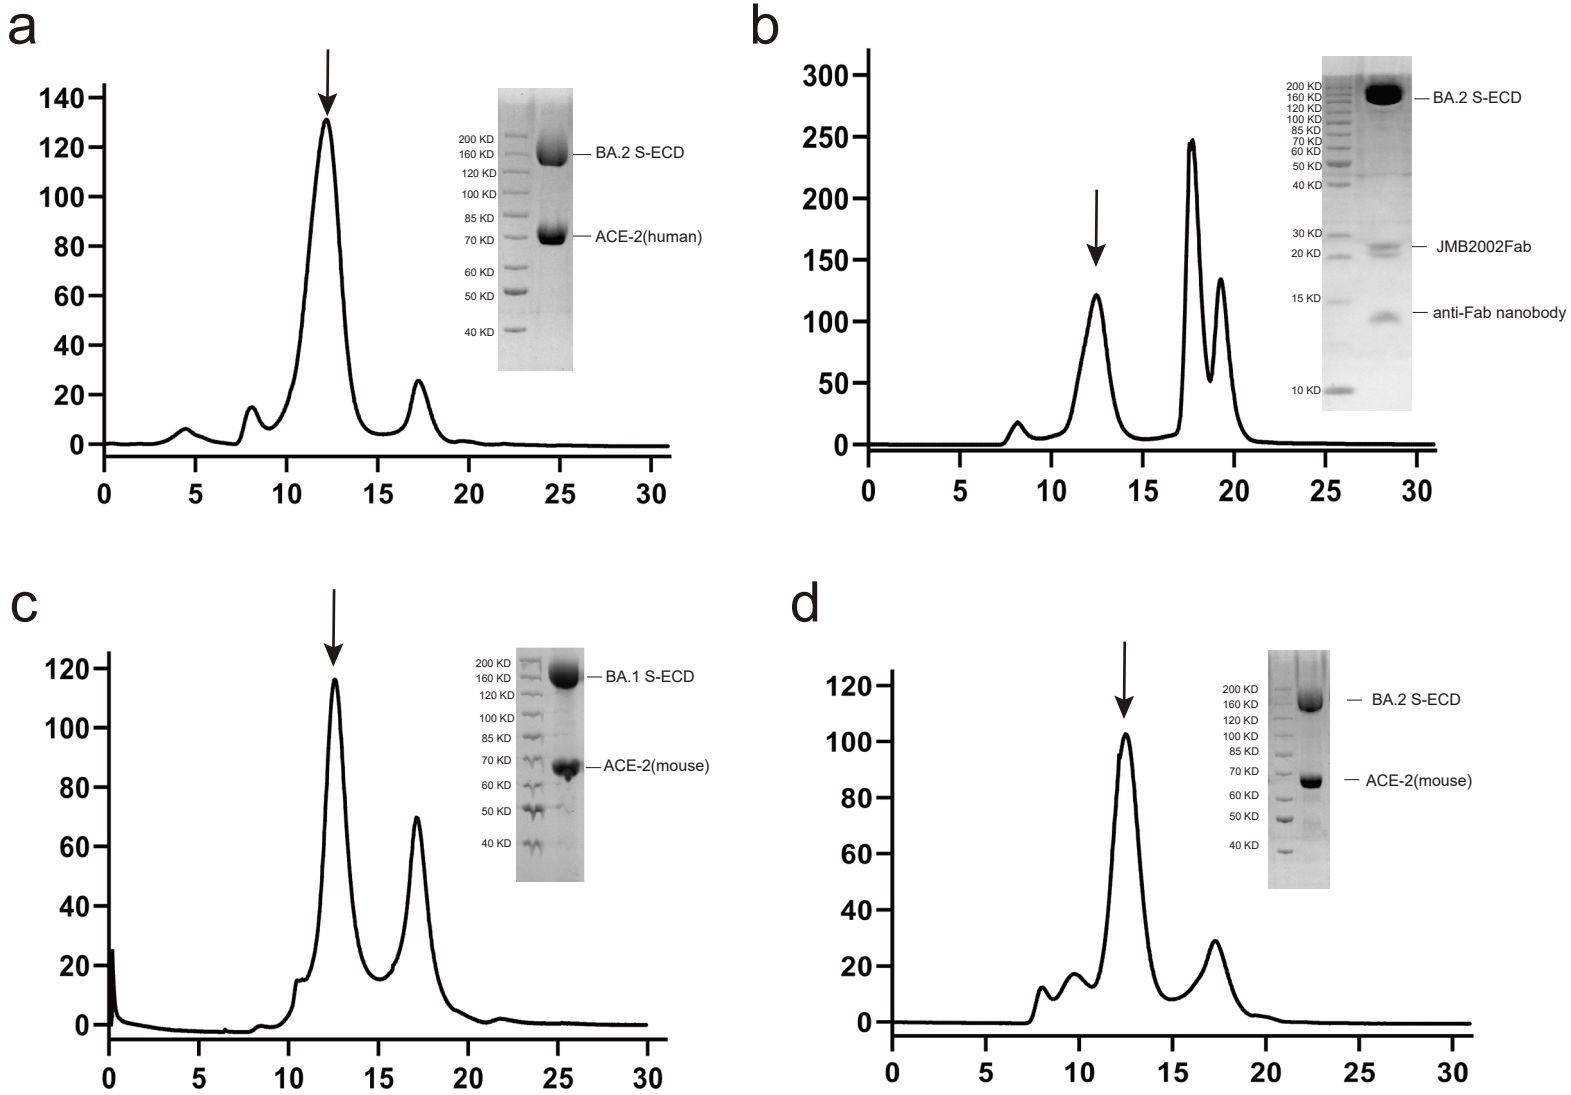 a
140
120
100
80
60
40
20
0
0 5 10 15 20 25 30
200 KD
160 KD
120 KD
100 KD
85 KD
70 KD
60 KD
50 KD
40 KD
BA.2 S-ECD
ACE-2(human)
b
300
250
200
150
100
50
0
0 5 10 15 20 25 30
200 KD
160 KD
120 KD
100 KD
85 KD
70 KD
60 KD
50 KD
40 KD
30 KD
20 KD
15 KD
10 KD
BA.2 S-ECD
JMB2002Fab
anti-Fab nanobody
c
120
100
80
60
40
20
0
0 5 10 15 20 25 30
200 KD
160 KD
120 KD
100 KD
85 KD
70 KD
60 KD
50 KD
40 KD
BA.1 S-ECD
ACE-2(mouse)
d
120
100
80
60
40
20
0
0 5 10 15 20 25 30
200 KD
160 KD
120 KD
100 KD
85 KD
70 KD
60 KD
50 KD
40 KD
BA.2 S-ECD
ACE-2(mouse)